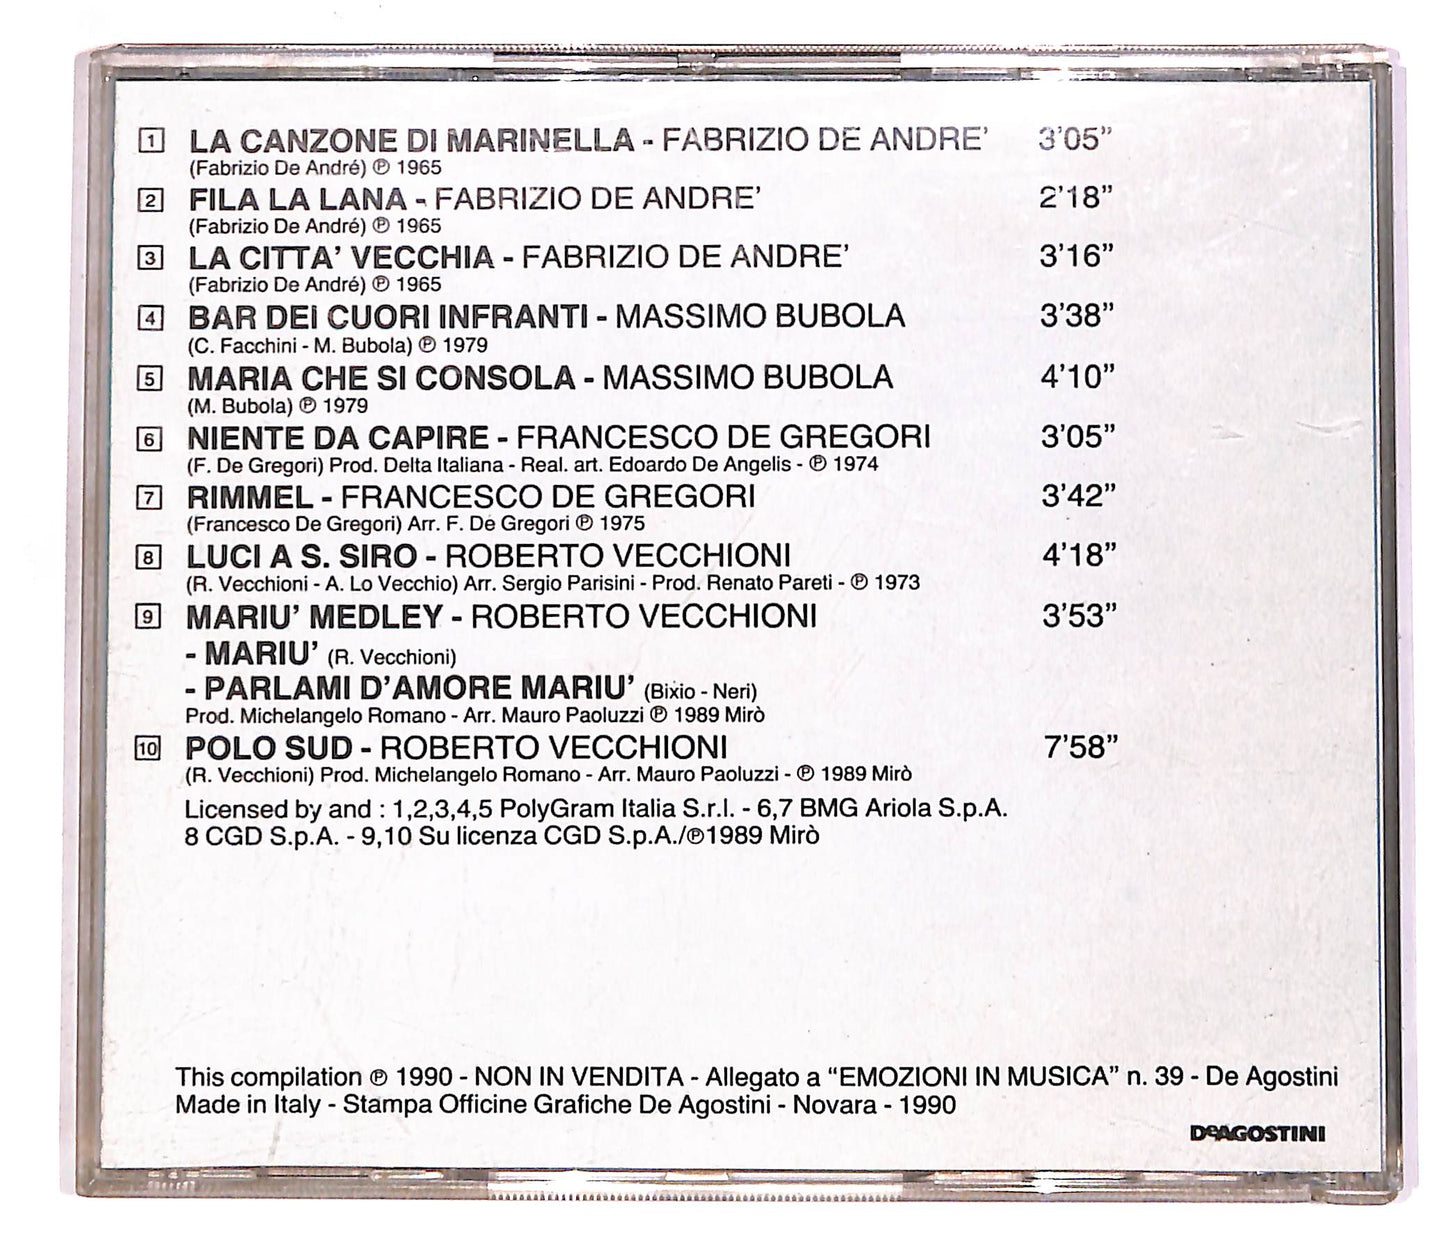 1 LA CANZONE DI MARINELLA - FABRIZIO DE ANDRE' 3'05"
(Fabrizio De André) ℗ 1965
2 FILA LA LANA - FABRIZIO DE ANDRE' 2'18"
(Fabrizio De André) ℗ 1965
3 LA CITTA' VECCHIA - FABRIZIO DE ANDRE' 3'16"
(Fabrizio De André) ℗ 1965
4 BAR DEI CUORI INFRANTI - MASSIMO BUBOLA 3'38"
(C. Facchini - M. Bubola) ℗ 1979
5 MARIA CHE SI CONSOLA - MASSIMO BUBOLA 4'10"
(M. Bubola) ℗ 1979
6 NIENTE DA CAPIRE - FRANCESCO DE GREGORI 3'05"
(F. De Gregori) Prod. Delta Italiana - Real. art. Edoardo De Angelis - ℗ 1974
7 RIMMEL - FRANCESCO DE GREGORI 3'42"
(Francesco De Gregori) Arr. F. De Gregori ℗ 1975
8 LUCI A S. SIRO - ROBERTO VECCHIONI 4'18"
(R. Vecchioni - A. Lo Vecchio) Arr. Sergio Parisini - Prod. Renato Pareti - ℗ 1973
9 MARIU' MEDLEY - ROBERTO VECCHIONI 3'53"
- MARIU' (R. Vecchioni)
- PARLAMI D'AMORE MARIU' (Bixio - Neri)
Prod. Michelangelo Romano - Arr. Mauro Paoluzzi ℗ 1989 Mirò
10 POLO SUD - ROBERTO VECCHIONI 7'58"
(R. Vecchioni) Prod. Michelangelo Romano - Arr. Mauro Paoluzzi - ℗ 1989 Mirò
Licensed by and : 1,2,3,4,5 PolyGram Italia S.r.l. - 6,7 BMG Ariola S.p.A.
8 CGD S.p.A. - 9,10 Su licenza CGD S.p.A./℗1989 Mirò
This compilation ℗ 1990 - NON IN VENDITA - Allegato a "EMOZIONI IN MUSICA" n. 39 - De Agostini
Made in Italy - Stampa Officine Grafiche De Agostini - Novara - 1990
DeAGOSTINI